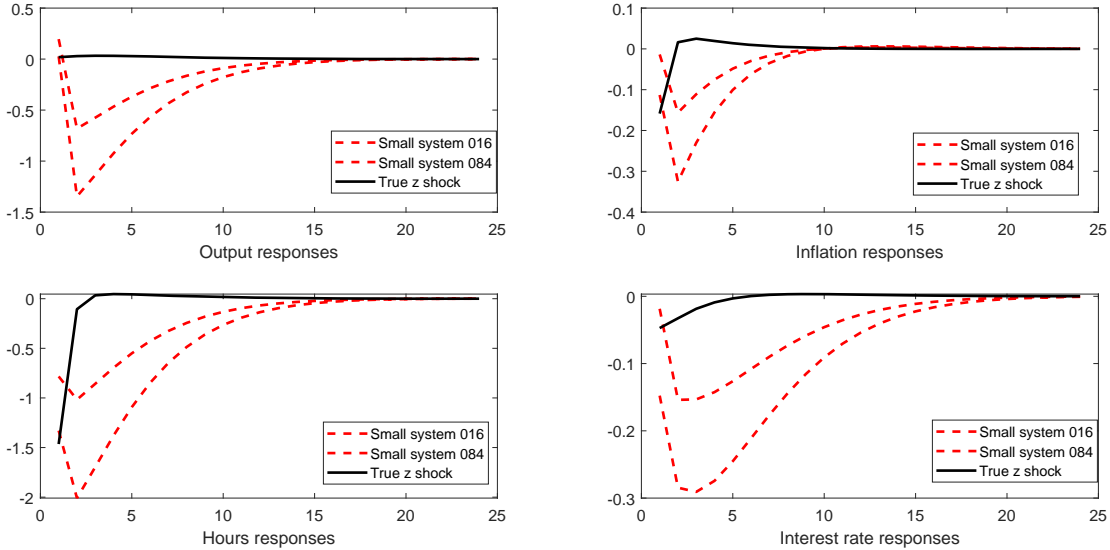 0.5
0
-0.5
-1
-1.5
0 5 10 15 20 25
Small system 016
Small system 084
True z shock
Output responses
0.1
0
-0.1
-0.2
-0.3
-0.4
0 5 10 15 20 25
Small system 016
Small system 084
True z shock
Inflation responses
0
-0.5
-1
-1.5
-2
0 5 10 15 20 25
Small system 016
Small system 084
True z shock
Hours responses
0
-0.1
-0.2
-0.3
0 5 10 15 20 25
Small system 016
Small system 084
True z shock
Interest rate responses